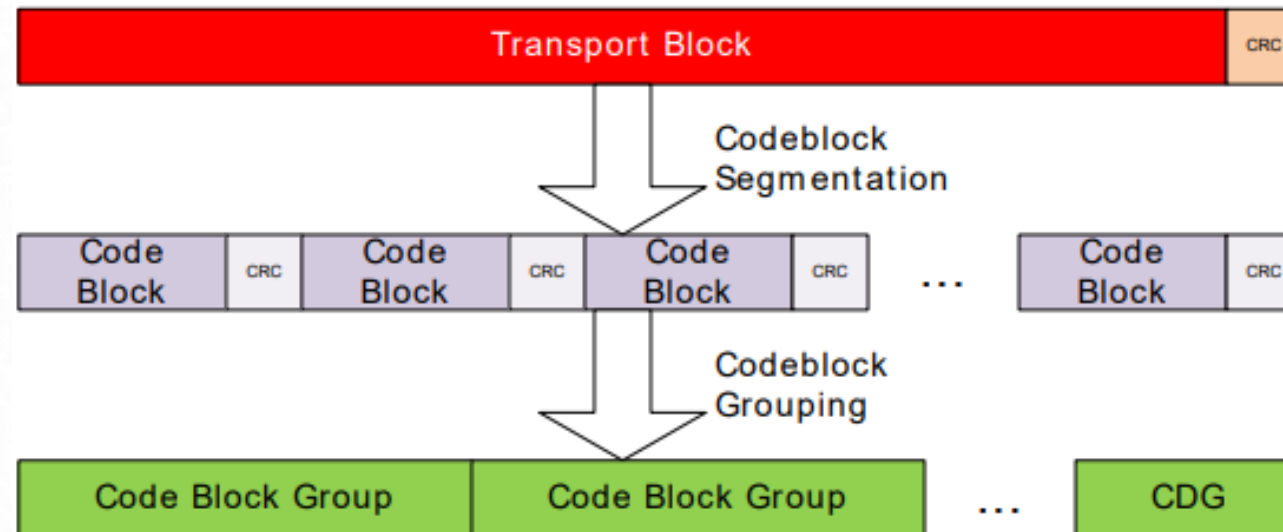 Transport Block CRC
Codeblock
Segmentation
Code Block CRC Code Block CRC Code Block CRC ... Code Block CRC
Codeblock
Grouping
Code Block Group Code Block Group ... CDG